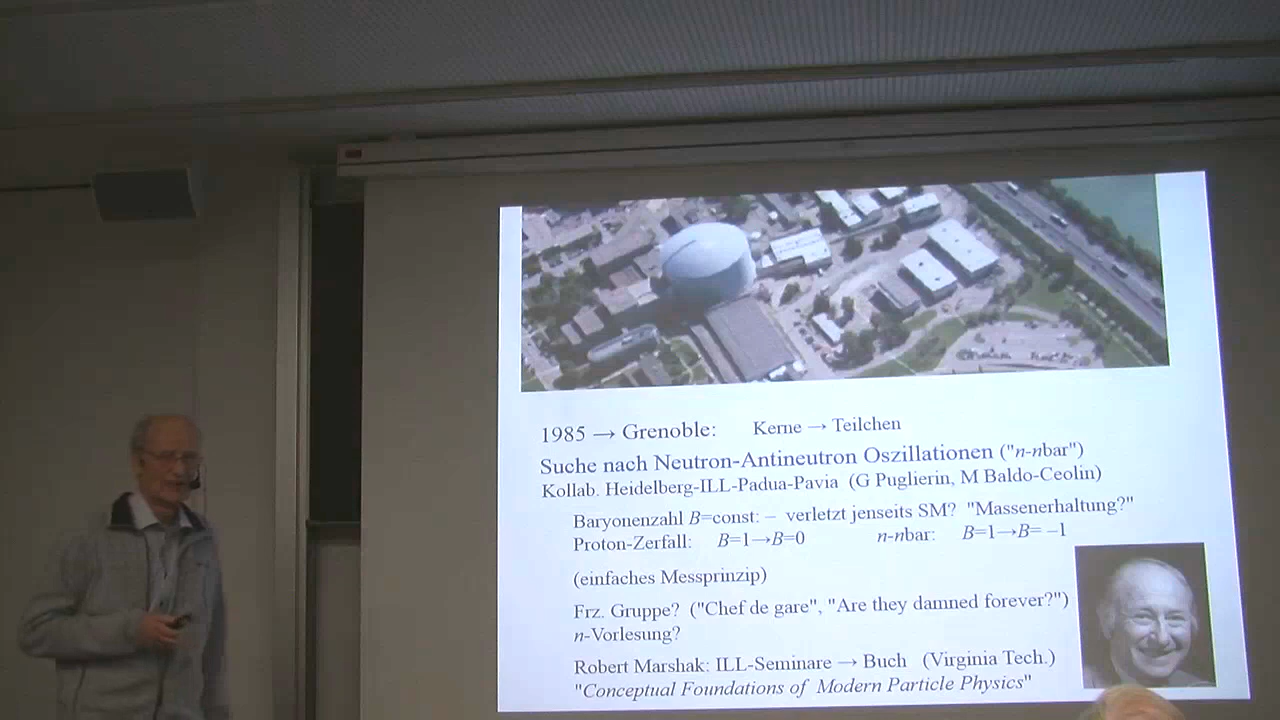 1985 → Grenoble: Kerne → Teilchen
Suche nach Neutron-Antineutron Oszillationen ("n-nbar")
Kollab. Heidelberg-ILL-Padua-Pavia (G Puglierin, M Baldo-Ceolin)
Baryonenzahl B=const: – verletzt jenseits SM? "Massenerhaltung?"
Proton-Zerfall: B=1→B=0 n-nbar: B=1→B= –1
(einfaches Messprinzip)
Frz. Gruppe? ("Chef de gare", "Are they damned forever?")
n-Vorlesung?
Robert Marshak: ILL-Seminare → Buch (Virginia Tech.)
"Conceptual Foundations of Modern Particle Physics"